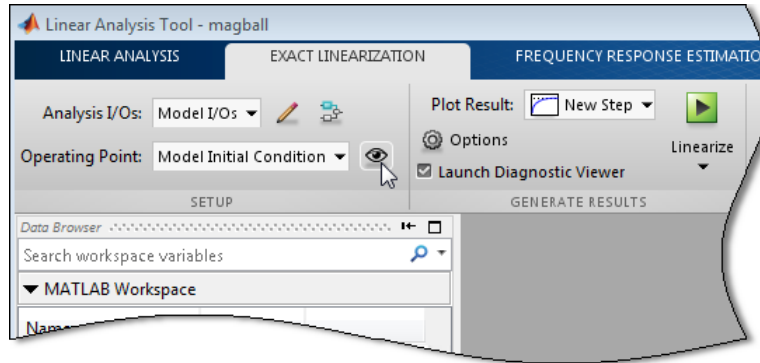 Linear Analysis Tool - magball
LINEAR ANALYSIS
EXACT LINEARIZATION
FREQUENCY RESPONSE ESTIMATIO
Analysis I/Os: Model I/Os
Operating Point: Model Initial Condition
SETUP
Plot Result: New Step
Options
Launch Diagnostic Viewer
Linearize
GENERATE RESULTS
Data Browser
Search workspace variables
MATLAB Workspace
Name